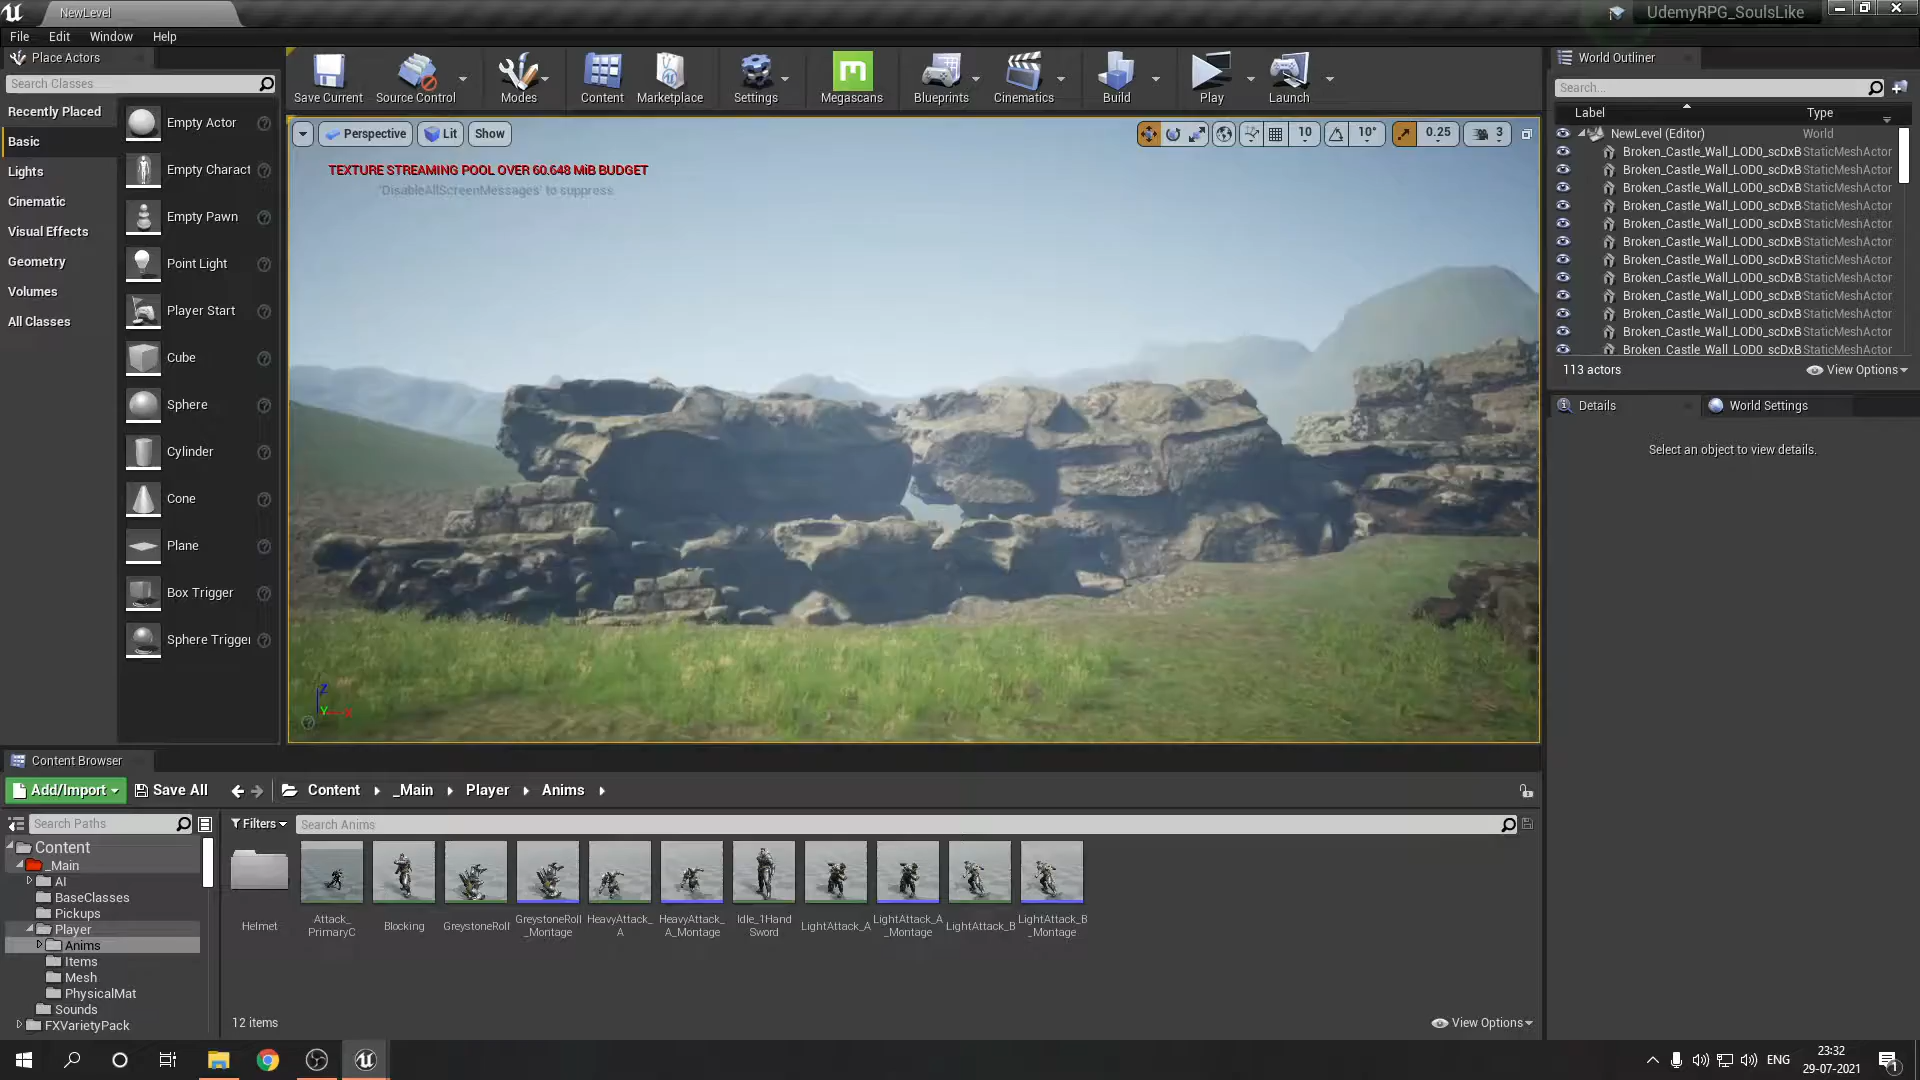 NewLevel
UdemyRPG_SoulsLike
File Edit Window Help
Place Actors
Search Classes
Recently Placed
Basic
Lights
Cinematic
Visual Effects
Geometry
Volumes
All Classes
Empty Actor
Empty Charact
Empty Pawn
Point Light
Player Start
Cube
Sphere
Cylinder
Cone
Plane
Box Trigger
Sphere Trigger
Save Current
Source Control
Modes
Content
Marketplace
Settings
Megascans
Blueprints
Cinematics
Build
Play
Launch
Perspective
Lit
Show
10
10°
0.25
3
TEXTURE STREAMING POOL OVER 60.648 MiB BUDGET
'DisableAllScreenMessages' to suppress
Z
Y
X
World Outliner
Search...
Label Type
NewLevel (Editor) World
Broken_Castle_Wall_LOD0_scDxB StaticMeshActor
Broken_Castle_Wall_LOD0_scDxB StaticMeshActor
Broken_Castle_Wall_LOD0_scDxB StaticMeshActor
Broken_Castle_Wall_LOD0_scDxB StaticMeshActor
Broken_Castle_Wall_LOD0_scDxB StaticMeshActor
Broken_Castle_Wall_LOD0_scDxB StaticMeshActor
Broken_Castle_Wall_LOD0_scDxB StaticMeshActor
Broken_Castle_Wall_LOD0_scDxB StaticMeshActor
Broken_Castle_Wall_LOD0_scDxB StaticMeshActor
Broken_Castle_Wall_LOD0_scDxB StaticMeshActor
Broken_Castle_Wall_LOD0_scDxB StaticMeshActor
Broken_Castle_Wall_LOD0_scDxB StaticMeshActor
113 actors
View Options
Details
World Settings
Select an object to view details.
Content Browser
Add/Import
Save All
Content
_Main
Player
Anims
Search Paths
Filters
Search Anims
Content
_Main
AI
BaseClasses
Pickups
Player
Anims
Items
Mesh
PhysicalMat
Sounds
FXVarietyPack
Helmet
Attack_
PrimaryC
Blocking
GreystoneRoll
GreystoneRoll
_Montage
HeavyAttack_
A
HeavyAttack_
A_Montage
Idle_1Hand
Sword
LightAttack_A
LightAttack_A
_Montage
LightAttack_B
LightAttack_B
_Montage
12 items
View Options
ENG
23:32
29-07-2021
1